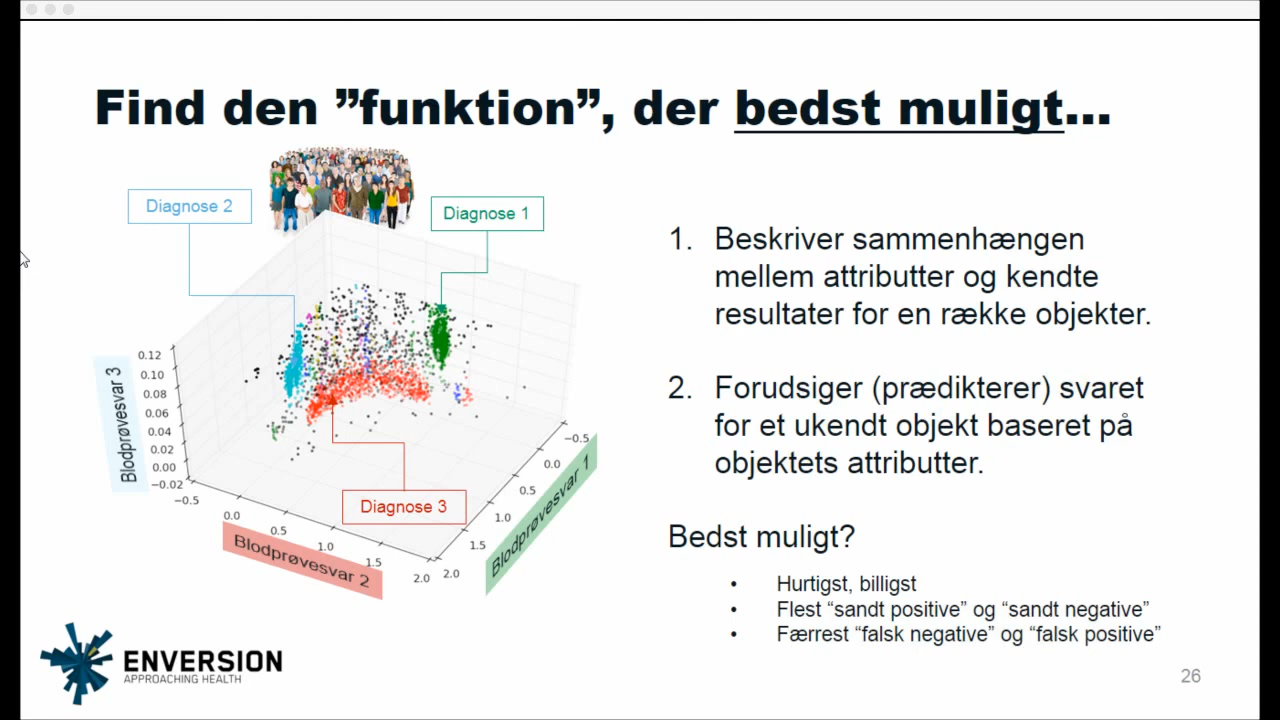 Find den ”funktion”, der bedst muligt...
Diagnose 2
Diagnose 1
Diagnose 3
Blodprøvesvar 3
0.12
0.10
0.08
0.06
0.04
0.02
0.00
−0.02
−0.5
0.0
0.5
1.0
1.5
2.0
Blodprøvesvar 2
−0.5
0.0
0.5
1.0
1.5
2.0
Blodprøvesvar 1
1. Beskriver sammenhængen
mellem attributter og kendte
resultater for en række objekter.
2. Forudsiger (prædikterer) svaret
for et ukendt objekt baseret på
objektets attributter.
Bedst muligt?
• Hurtigst, billigst
• Flest “sandt positive” og “sandt negative”
• Færrest “falsk negative” og “falsk positive”
ENVERSION
APPROACHING HEALTH
26